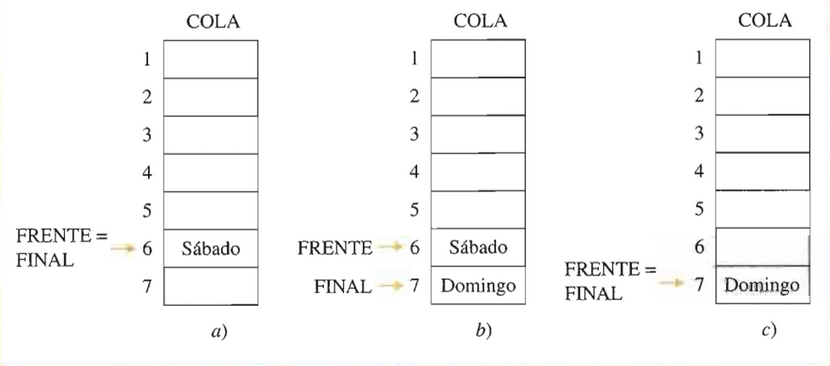 COLA
1
2
3
4
5
FRENTE =
FINAL
6 Sábado
7
a)
COLA
1
2
3
4
5
FRENTE 6 Sábado
FINAL 7 Domingo
b)
COLA
1
2
3
4
5
6
FRENTE =
FINAL
7 Domingo
c)